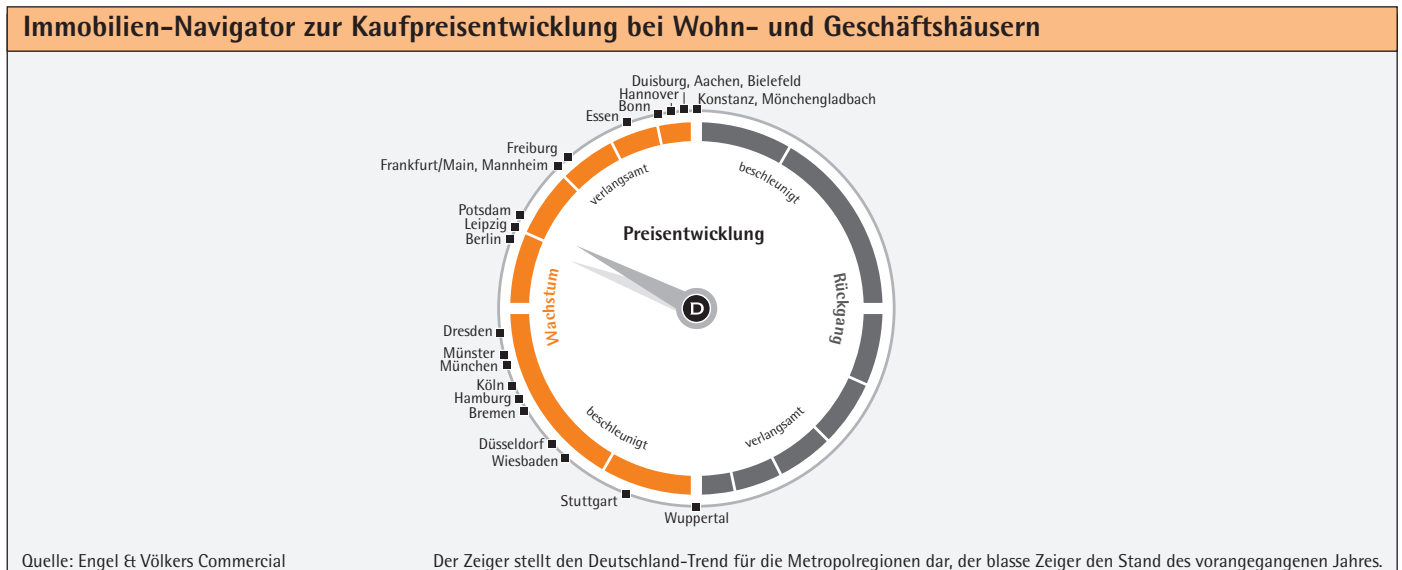 Immobilien-Navigator zur Kaufpreisentwicklung bei Wohn- und Geschäftshäusern
Duisburg, Aachen, Bielefeld
Hannover
Konstanz, Mönchengladbach
Bonn
Essen
Freiburg
Frankfurt/Main, Mannheim
verlangsamt
beschleunigt
Potsdam
Leipzig
Berlin
Preisentwicklung
Wachstum
D
Rückgang
Dresden
Münster
München
Köln
Hamburg
Bremen
beschleunigt
verlangsamt
Düsseldorf
Wiesbaden
Stuttgart
Wuppertal
Quelle: Engel & Völkers Commercial
Der Zeiger stellt den Deutschland-Trend für die Metropolregionen dar, der blasse Zeiger den Stand des vorangegangenen Jahres.